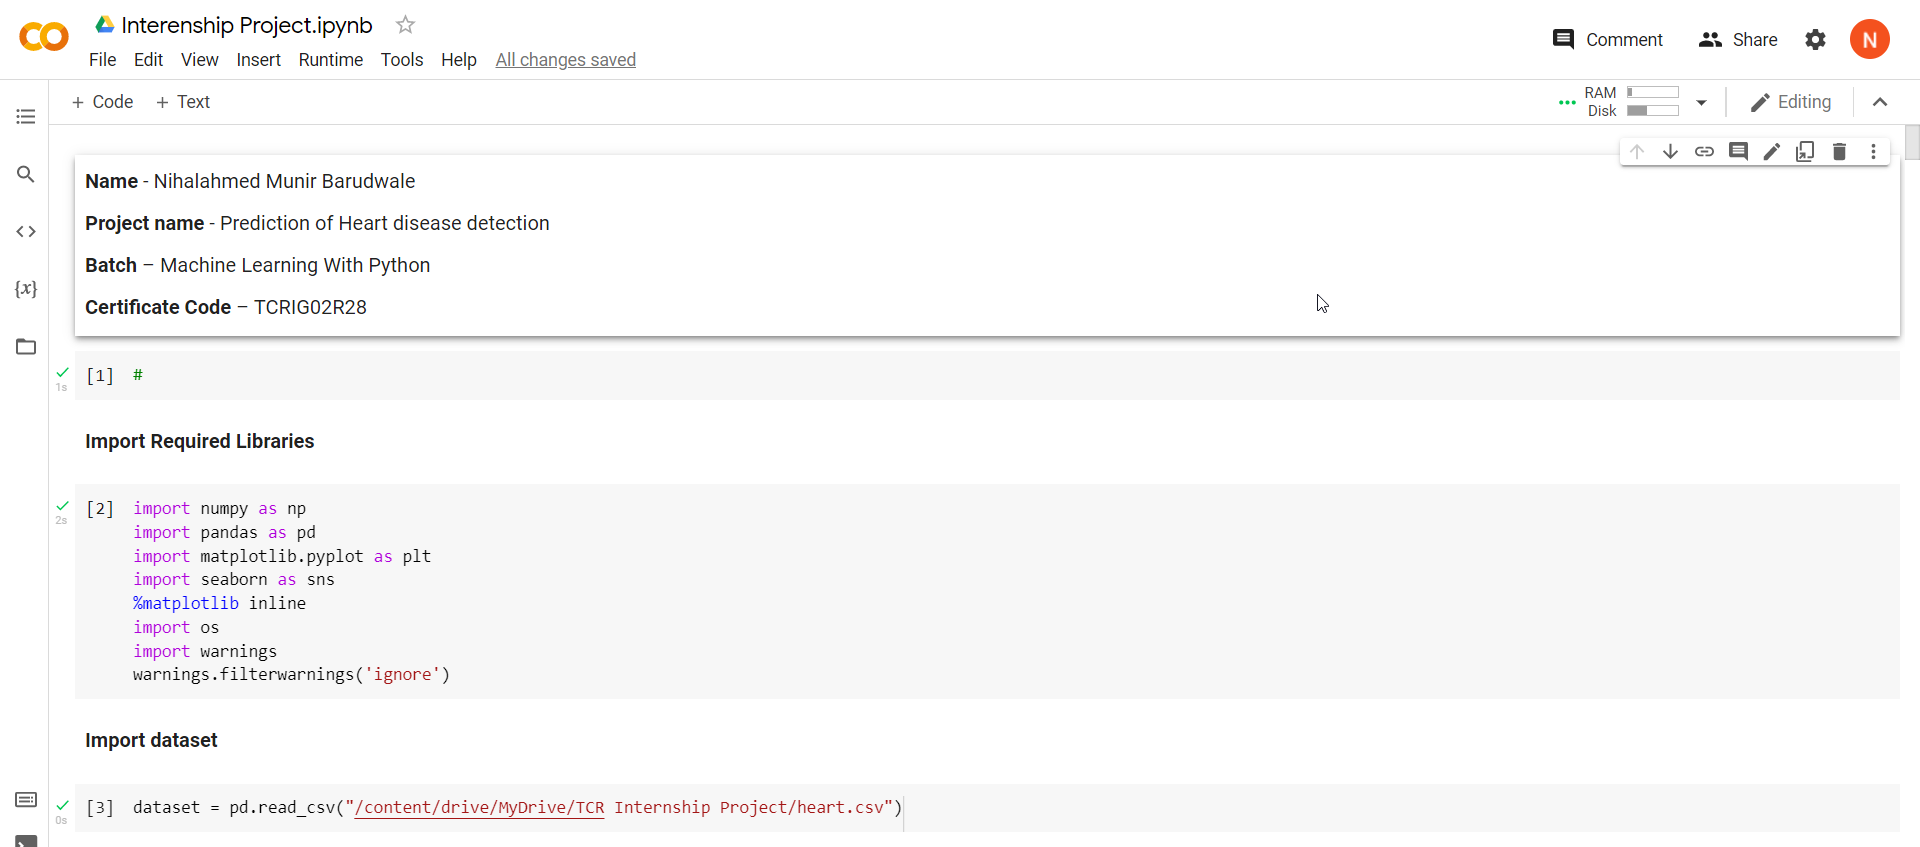 Interenship Project.ipynb
File Edit View Insert Runtime Tools Help All changes saved
Comment Share N
+ Code + Text
RAM
Disk
Editing
Name - Nihalahmed Munir Barudwale
Project name - Prediction of Heart disease detection
Batch – Machine Learning With Python
Certificate Code – TCRIG02R28
1s
[1] #
Import Required Libraries
2s
[2] import numpy as np
import pandas as pd
import matplotlib.pyplot as plt
import seaborn as sns
%matplotlib inline
import os
import warnings
warnings.filterwarnings('ignore')
Import dataset
0s
[3] dataset = pd.read_csv("/content/drive/MyDrive/TCR Internship Project/heart.csv")